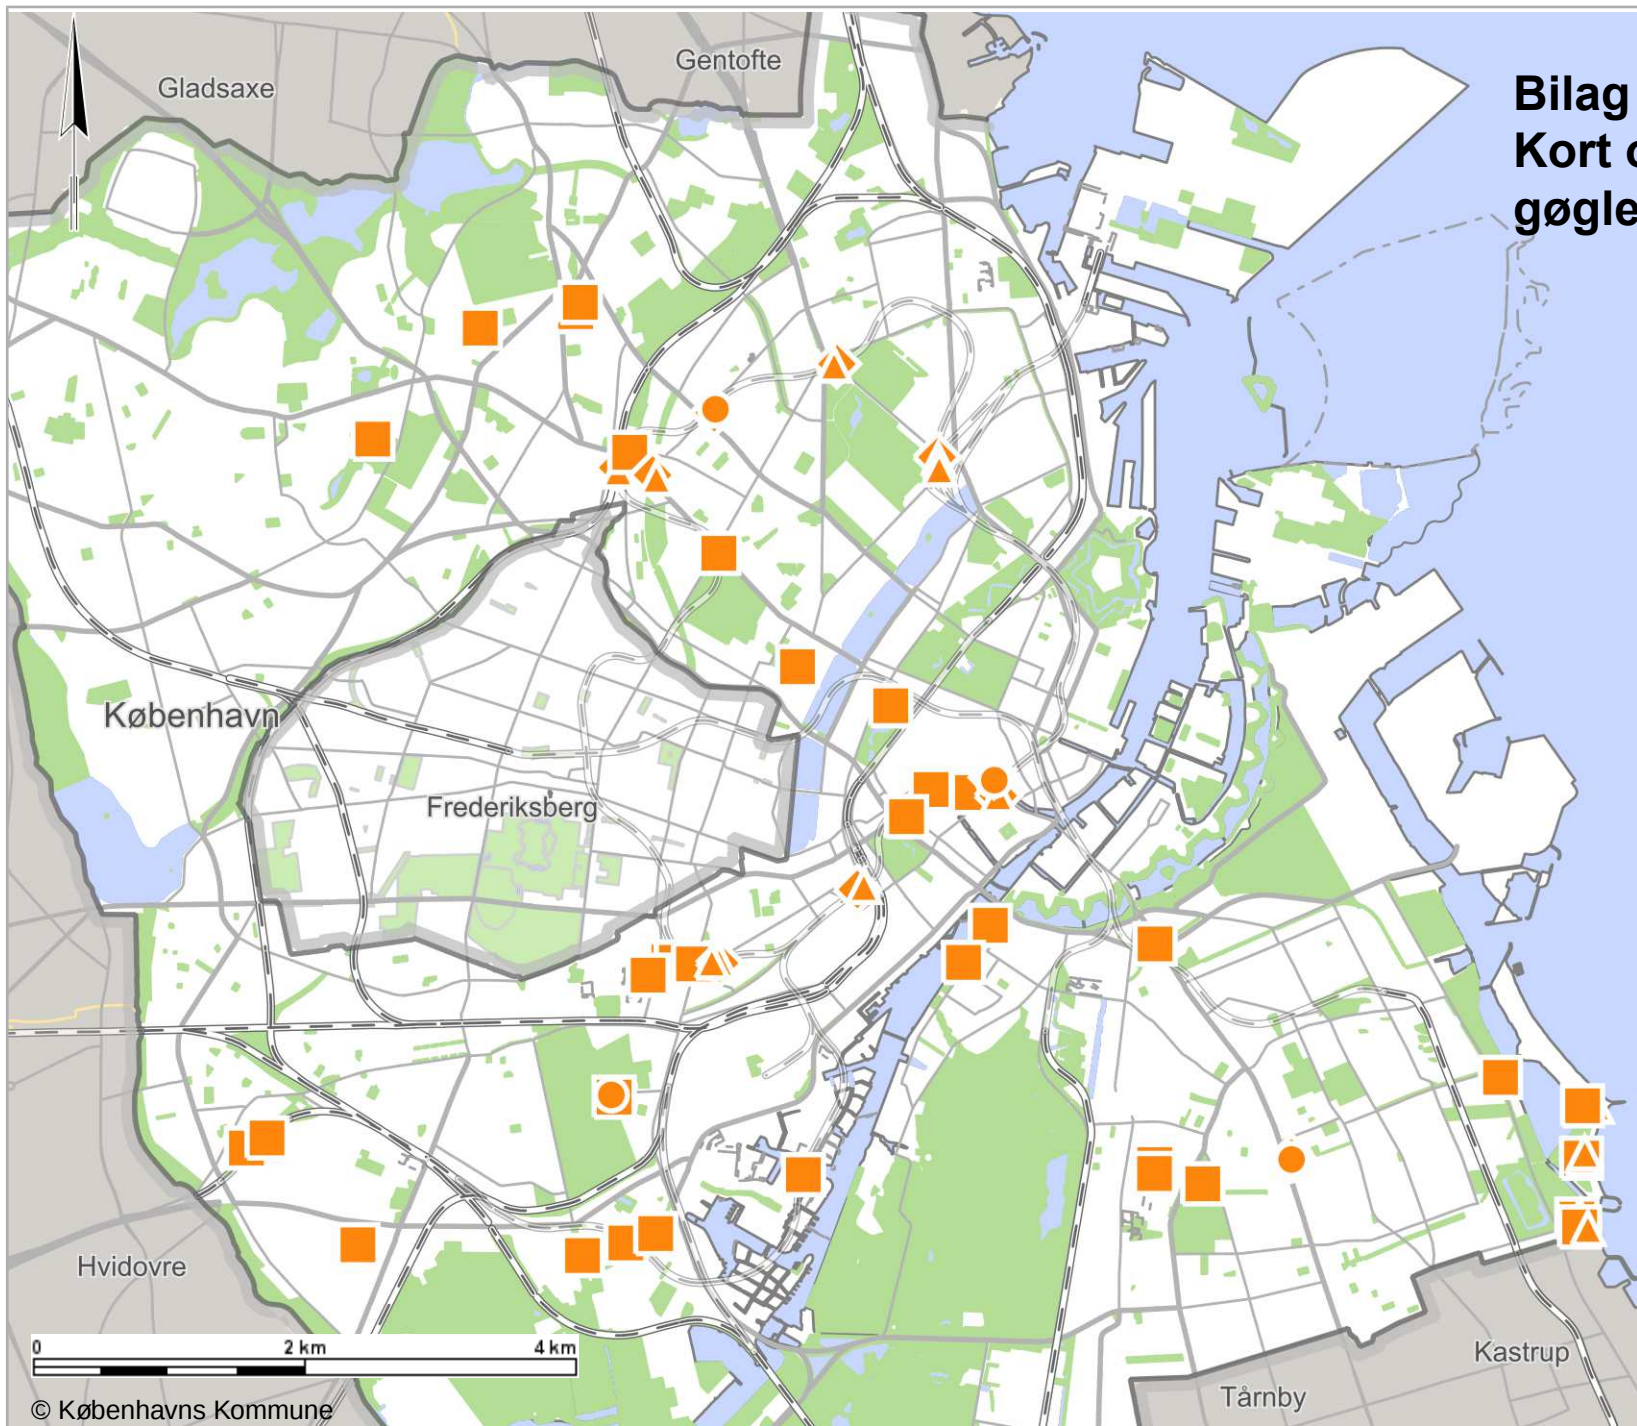 Gentofte
Gladsaxe
Bilag
Kort
gøgle
København
Frederiksberg
Hvidovre
0 2 km 4 km
Kastrup
Tårnby
© Københavns Kommune